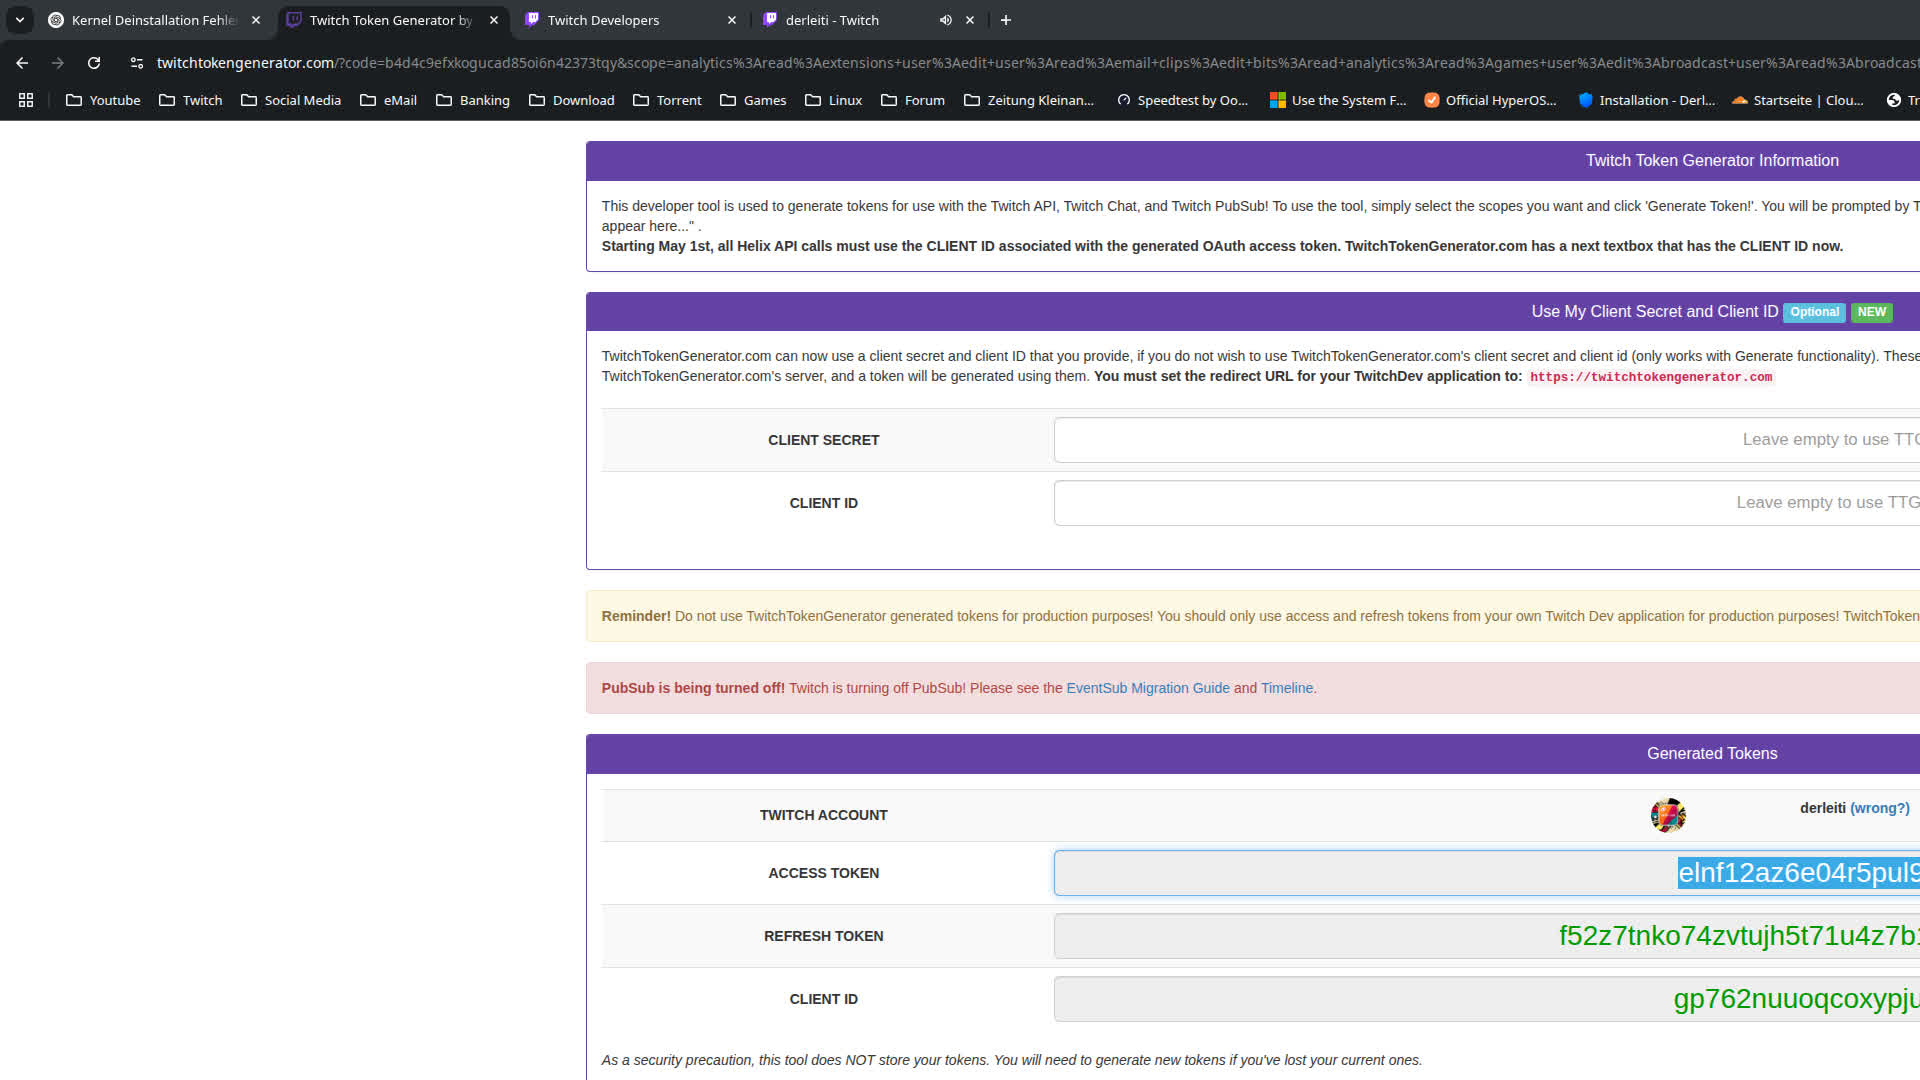 Kernel Deinstallation Fehle
Twitch Token Generator by
Twitch Developers
derleiti - Twitch
twitchtokengenerator.com/?code=b4d4c9efxkogucad85oi6n42373tqy&scope=analytics%3Aread%3Aextensions+user%3Aedit+user%3Aread%3Aemail+clips%3Aedit+bits%3Aread+analytics%3Aread%3Agames+user%3Aedit%3Abroadcast+user%3Aread%3Abroadcast
Youtube
Twitch
Social Media
eMail
Banking
Download
Torrent
Games
Linux
Forum
Zeitung Kleinan...
Speedtest by Oo...
Use the System F...
Official HyperOS...
Installation - Derl...
Startseite | Clou...
Tr
Twitch Token Generator Information
This developer tool is used to generate tokens for use with the Twitch API, Twitch Chat, and Twitch PubSub! To use the tool, simply select the scopes you want and click 'Generate Token!'. You will be prompted by T
appear here..." .
Starting May 1st, all Helix API calls must use the CLIENT ID associated with the generated OAuth access token. TwitchTokenGenerator.com has a next textbox that has the CLIENT ID now.
Use My Client Secret and Client ID Optional NEW
TwitchTokenGenerator.com can now use a client secret and client ID that you provide, if you do not wish to use TwitchTokenGenerator.com's client secret and client id (only works with Generate functionality). These
TwitchTokenGenerator.com's server, and a token will be generated using them. You must set the redirect URL for your TwitchDev application to: https://twitchtokengenerator.com
CLIENT SECRET
Leave empty to use TTG
CLIENT ID
Leave empty to use TTG
Reminder! Do not use TwitchTokenGenerator generated tokens for production purposes! You should only use access and refresh tokens from your own Twitch Dev application for production purposes! TwitchToken
PubSub is being turned off! Twitch is turning off PubSub! Please see the EventSub Migration Guide and Timeline.
Generated Tokens
TWITCH ACCOUNT
derleiti (wrong?)
ACCESS TOKEN
elnf12az6e04r5pul9
REFRESH TOKEN
f52z7tnko74zvtujh5t71u4z7b1
CLIENT ID
gp762nuuoqcoxypju
As a security precaution, this tool does NOT store your tokens. You will need to generate new tokens if you've lost your current ones.